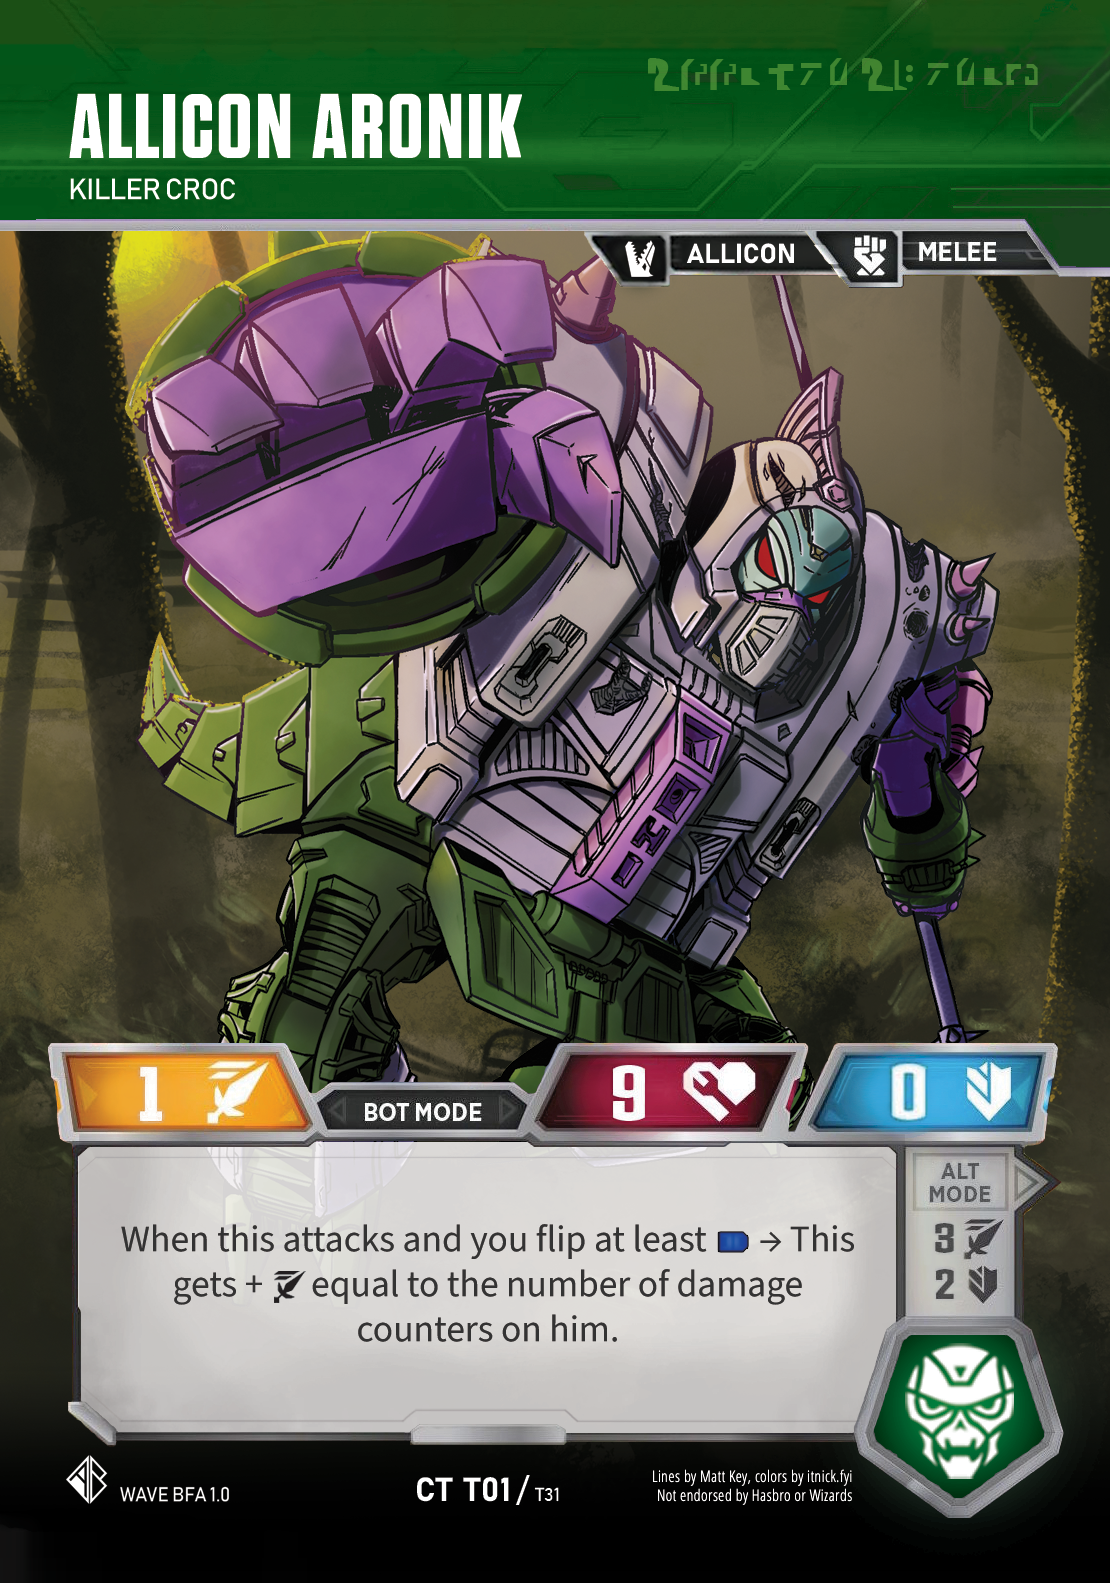 ALLICON ARONIK
KILLER CROC
ALLICON
MELEE
1
BOT MODE
9
0
When this attacks and you flip at least → This
gets + equal to the number of damage
counters on him.
ALT
MODE
3
2
WAVE BFA 1.0
CT T01/T31
Lines by Matt Key, colors by itnick.fyi
Not endorsed by Hasbro or Wizards